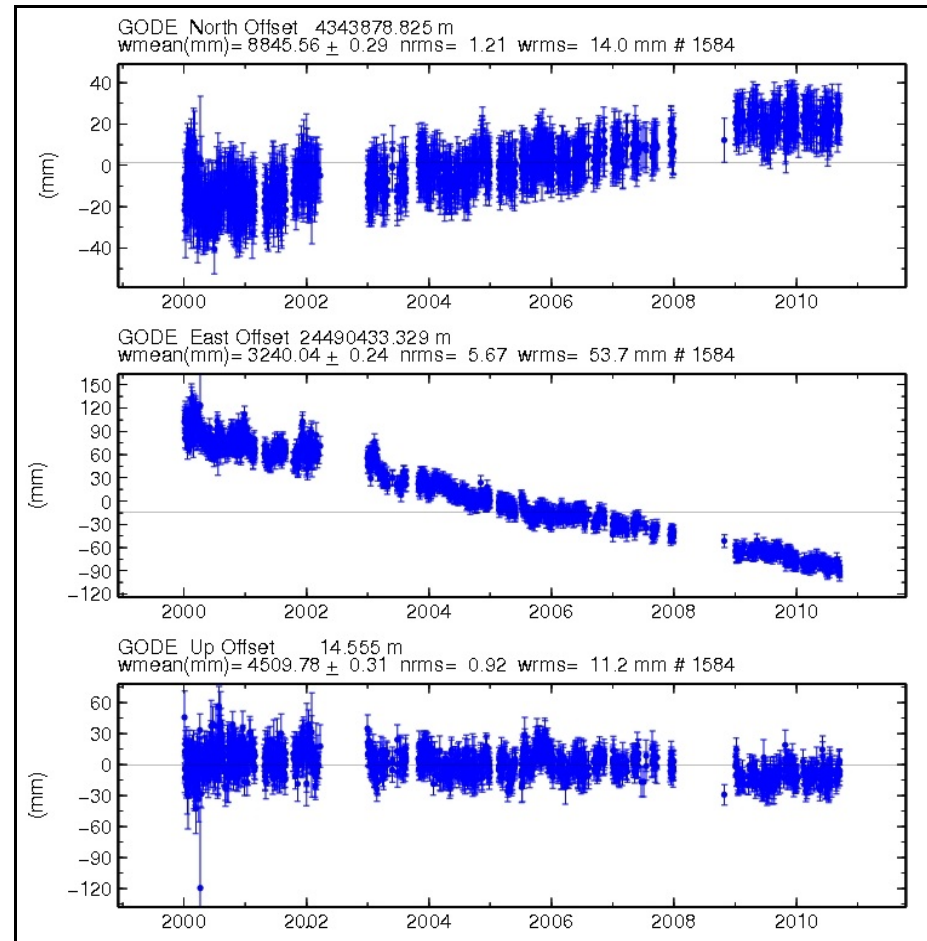 GODE North Offset 4343878.825 m
wmean(mm)= 8845.56 ± 0.29 nrms= 1.21 wrms= 14.0 mm # 1584
40
20
0
−20
−40
(mm)
2000 2002 2004 2006 2008 2010
GODE East Offset 24490433.329 m
wmean(mm)= 3240.04 ± 0.24 nrms= 5.67 wrms= 53.7 mm # 1584
150
120
90
60
30
0
−30
−60
−90
−120
(mm)
2000 2002 2004 2006 2008 2010
GODE Up Offset 14.555 m
wmean(mm)= 4509.78 ± 0.31 nrms= 0.92 wrms= 11.2 mm # 1584
60
30
0
−30
−60
−90
−120
(mm)
2000 2002 2004 2006 2008 2010